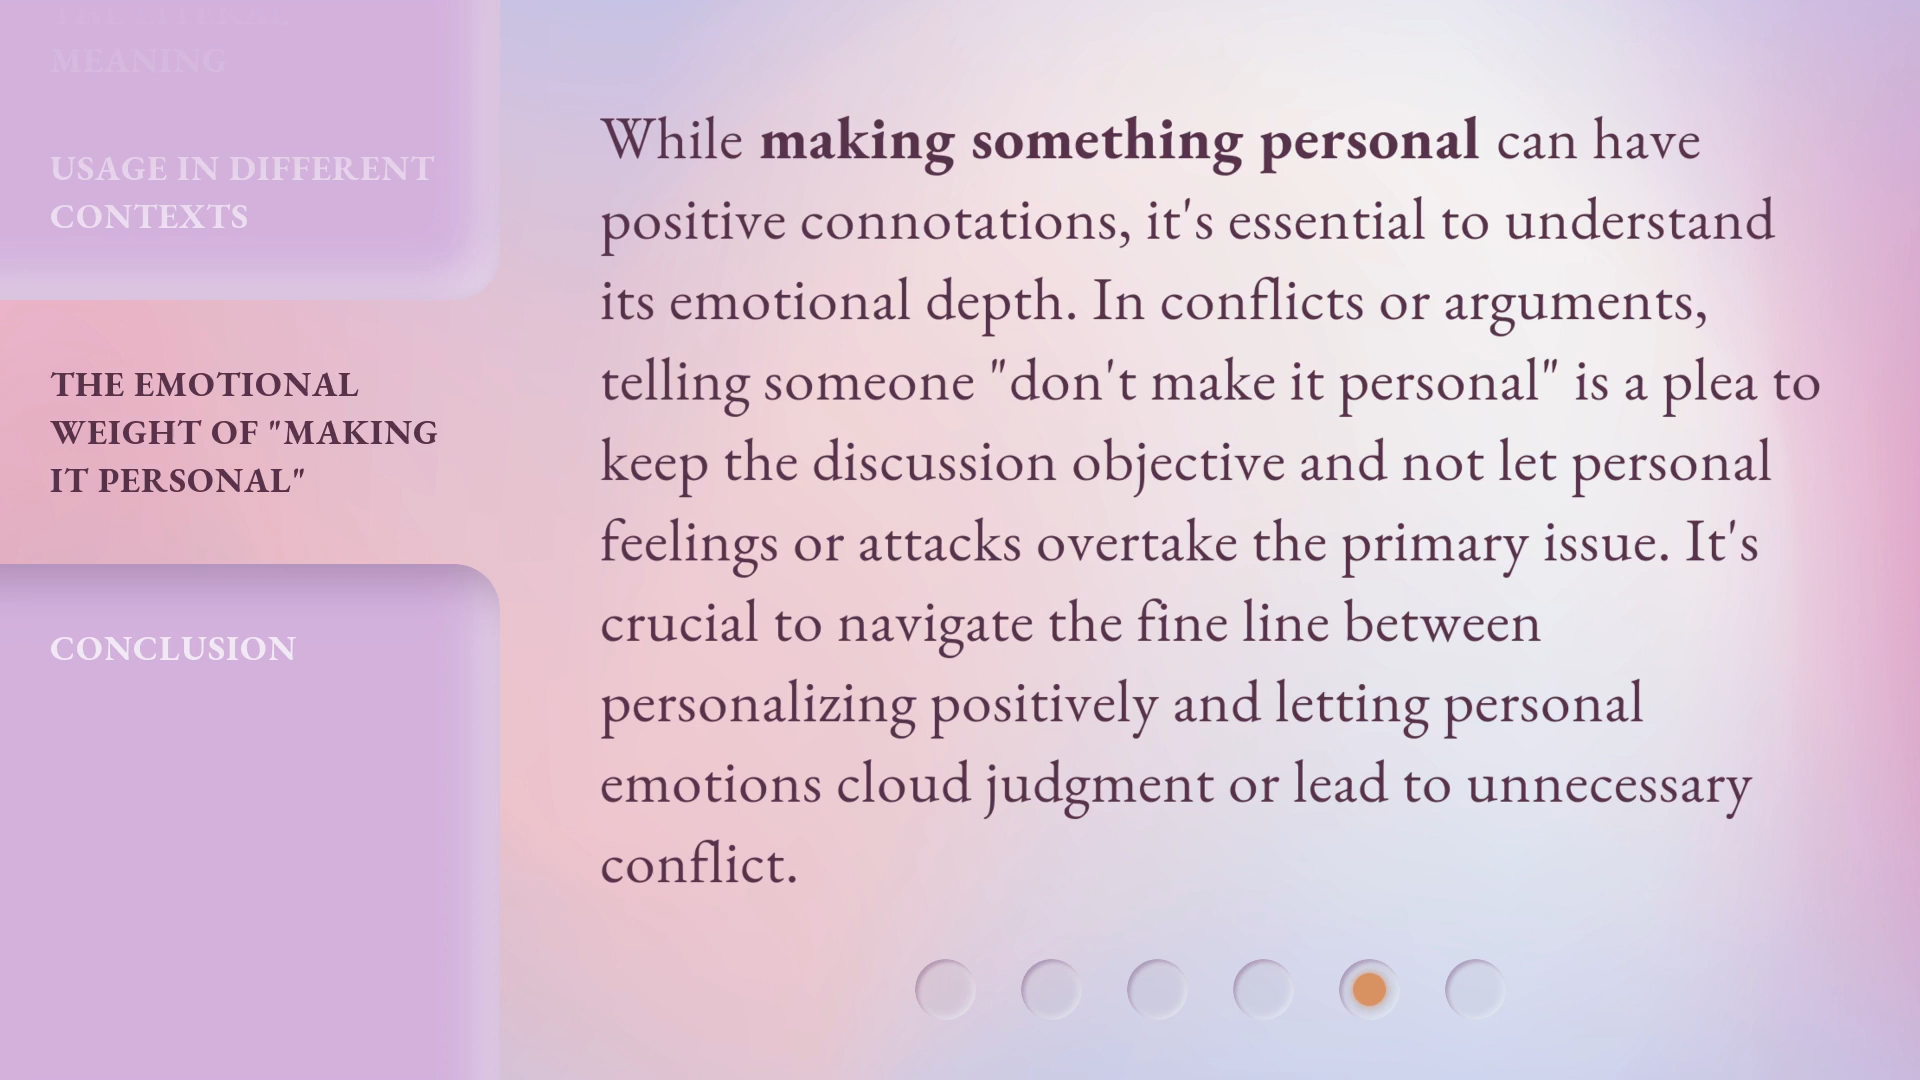 THE LITERAL
MEANING
USAGE IN DIFFERENT
CONTEXTS
THE EMOTIONAL
WEIGHT OF "MAKING
IT PERSONAL"
CONCLUSION
While making something personal can have
positive connotations, it's essential to understand
its emotional depth. In conflicts or arguments,
telling someone "don't make it personal" is a plea to
keep the discussion objective and not let personal
feelings or attacks overtake the primary issue. It's
crucial to navigate the fine line between
personalizing positively and letting personal
emotions cloud judgment or lead to unnecessary
conflict.